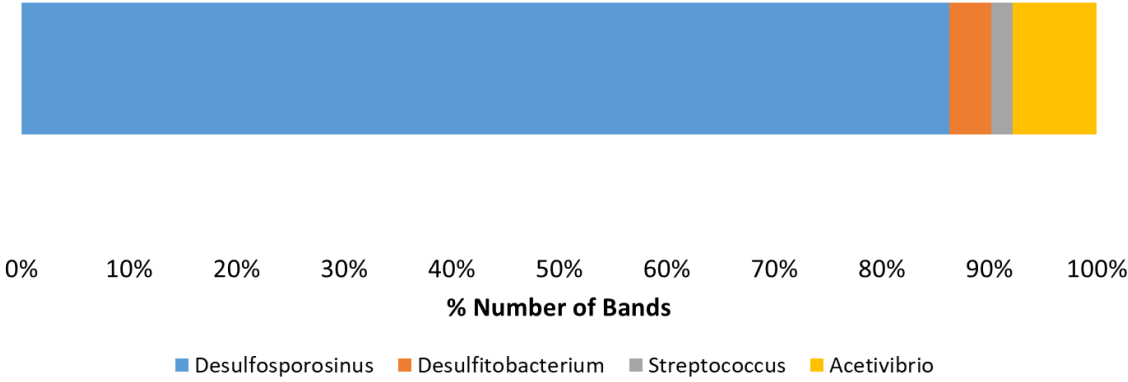 0% 10% 20% 30% 40% 50% 60% 70% 80% 90% 100%
% Number of Bands
Desulfosporosinus Desulfitobacterium Streptococcus Acetivibrio